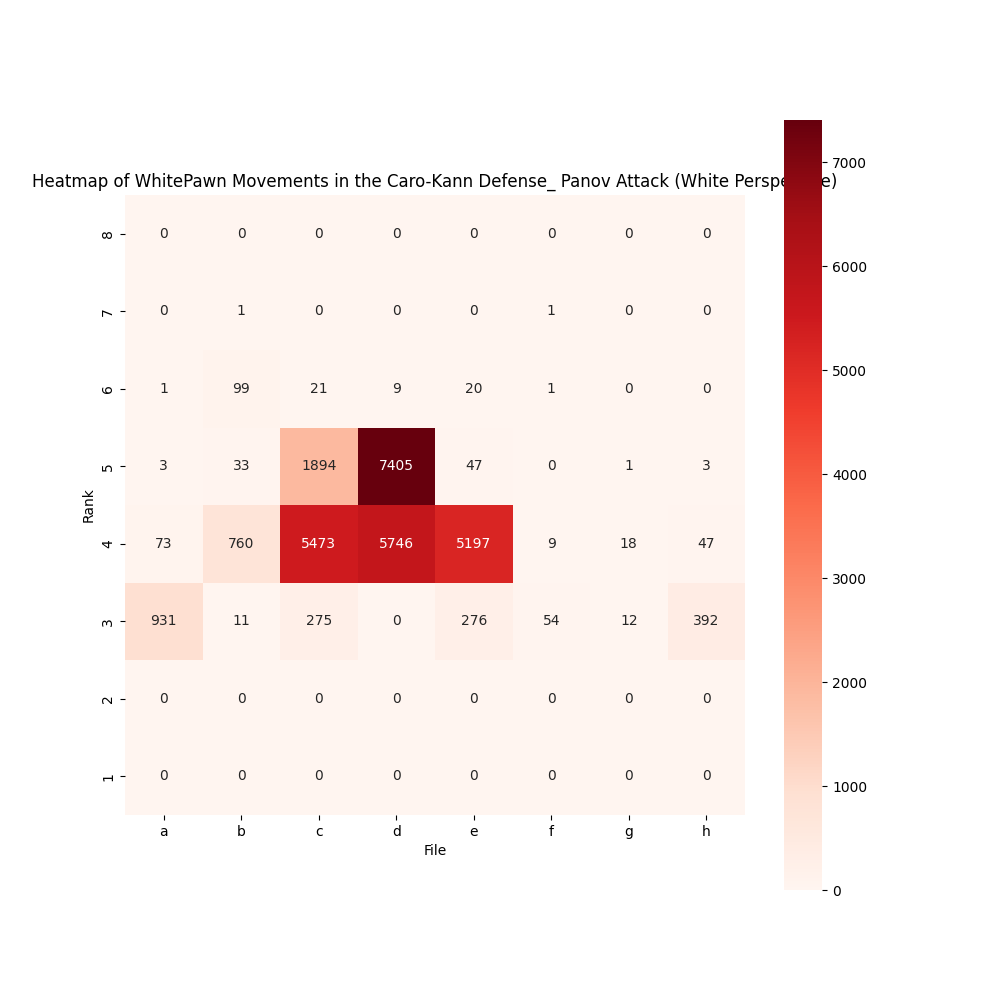 7000
Heatmap of WhitePawn Movements in the Caro-Kann Defense_ Panov Attack (White Perspective)
8 0 0 0 0 0 0 0 0
6000
7 0 1 0 0 0 1 0 0
5000
6 1 99 21 9 20 1 0 0
4000
5 3 33 1894 7405 47 0 1 3
Rank
4 73 760 5473 5746 5197 9 18 47
3000
3 931 11 275 0 276 54 12 392
2000
2 0 0 0 0 0 0 0 0
1 0 0 0 0 0 0 0 0
1000
a b c d e f g h
File
0